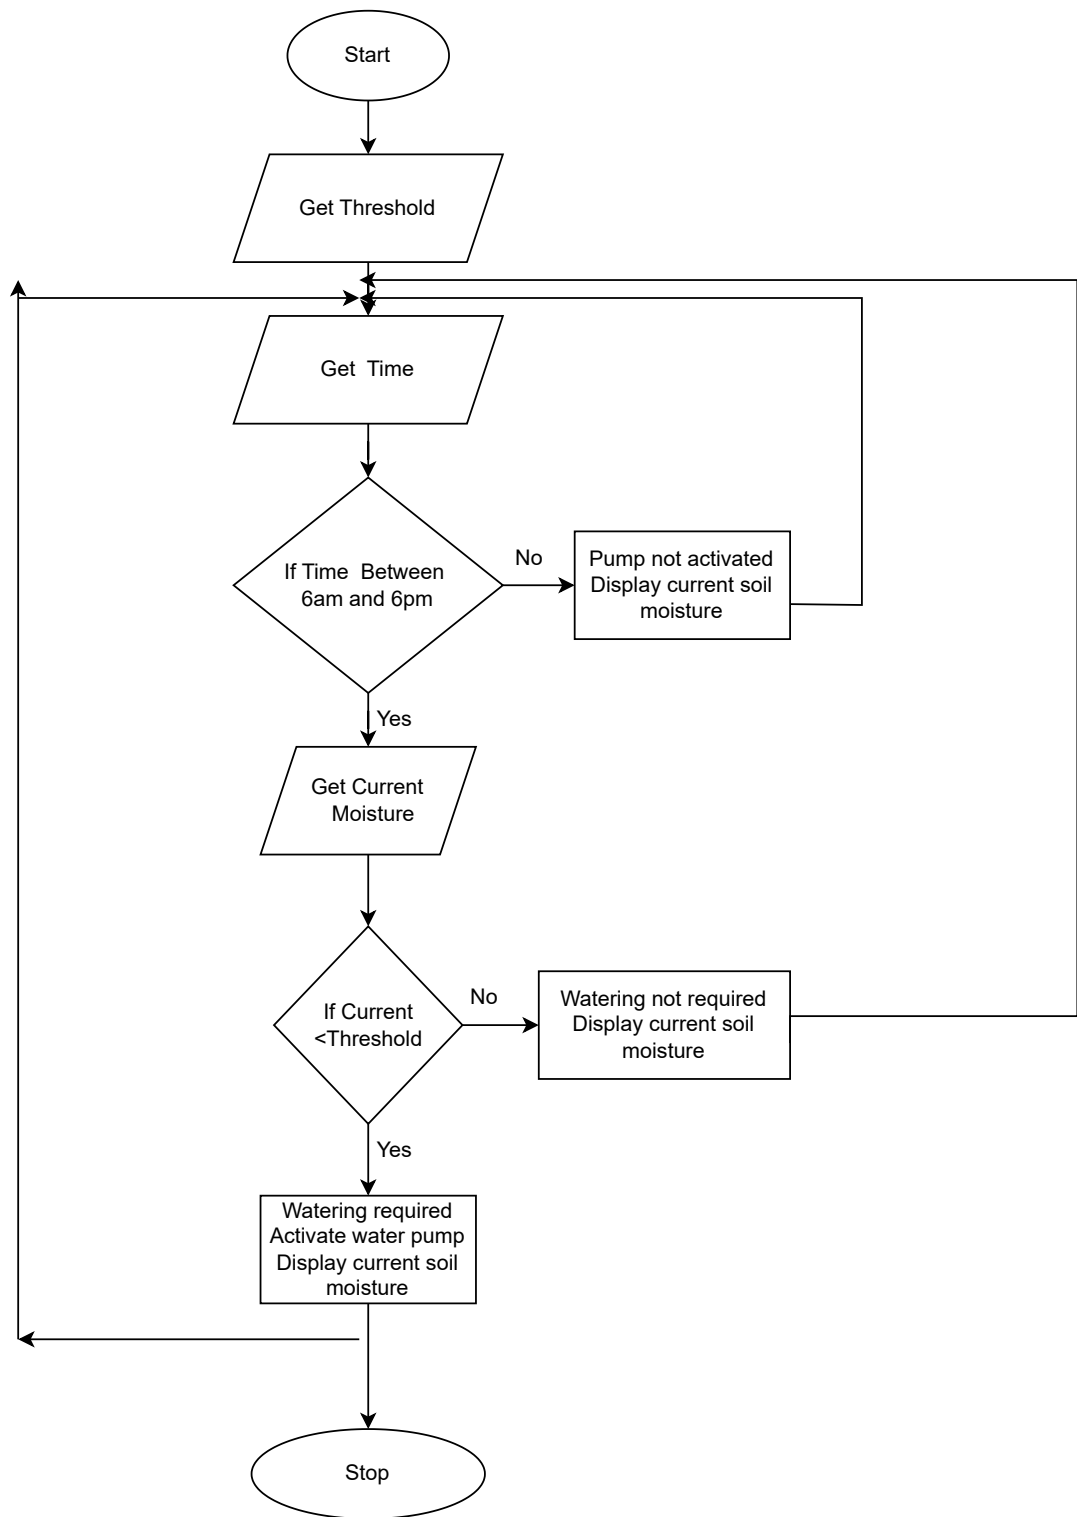 Start
Get Threshold
Get  Time
If Time  Between
6am and 6pm
No
Pump not activated
Display current soil
moisture
Yes
Get Current
Moisture
If Current
<Threshold
No
Watering not required
Display current soil
moisture
Yes
Watering required
Activate water pump
Display current soil
moisture
Stop